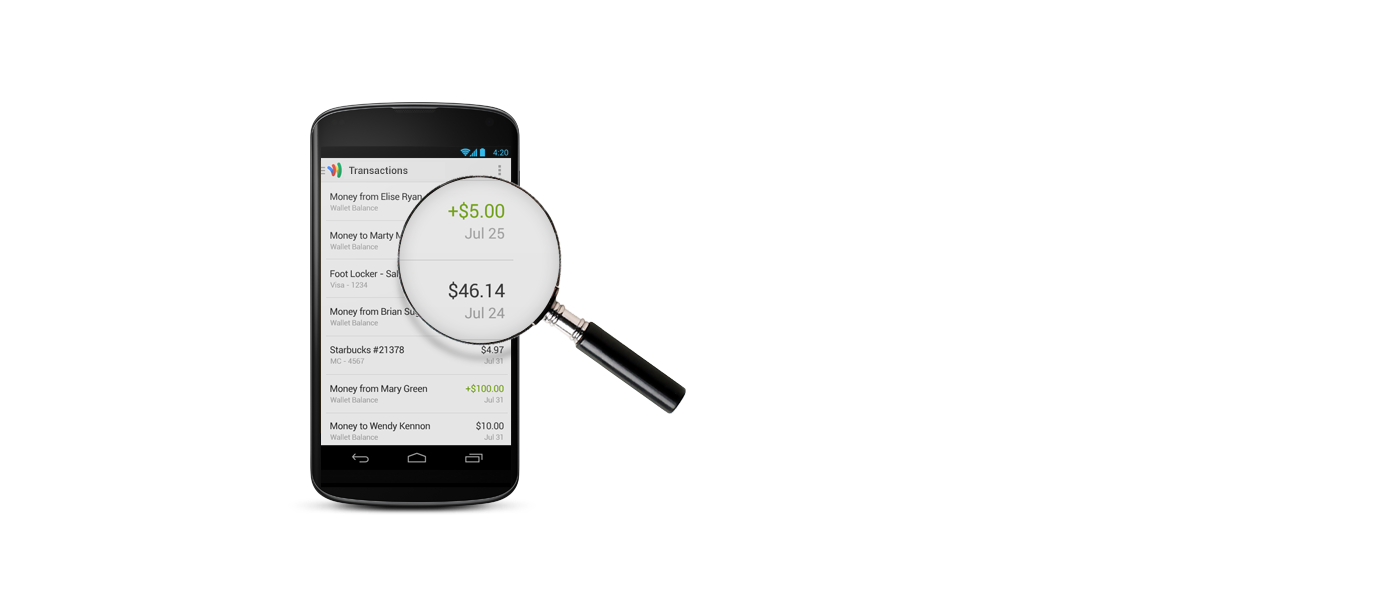 4:20
Transactions
Money from Elise Ryan
Wallet Balance
+$5.00
Jul 25
Money to Marty
Wallet Balance
Foot Locker -
Visa - 1234
$46.14
Jul 24
Money from Brian
Wallet Balance
Starbucks #21378
$4.97
MC - 4567
Jul 31
Money from Mary Green
+$100.00
Wallet Balance
Jul 31
Money to Wendy Kennon
$10.00
Wallet Balance
Jul 31